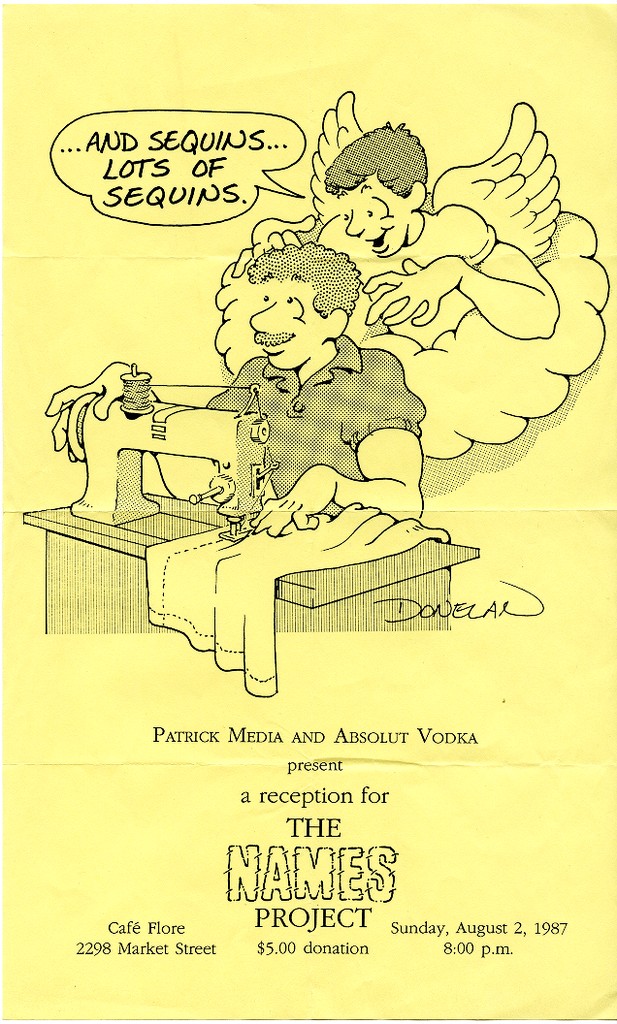 ...AND SEQUINS...
LOTS OF
SEQUINS.
DONELAN
PATRICK MEDIA AND ABSOLUT VODKA
present
a reception for
THE
NAMES
PROJECT
Café Flore
2298 Market Street
$5.00 donation
Sunday, August 2, 1987
8:00 p.m.